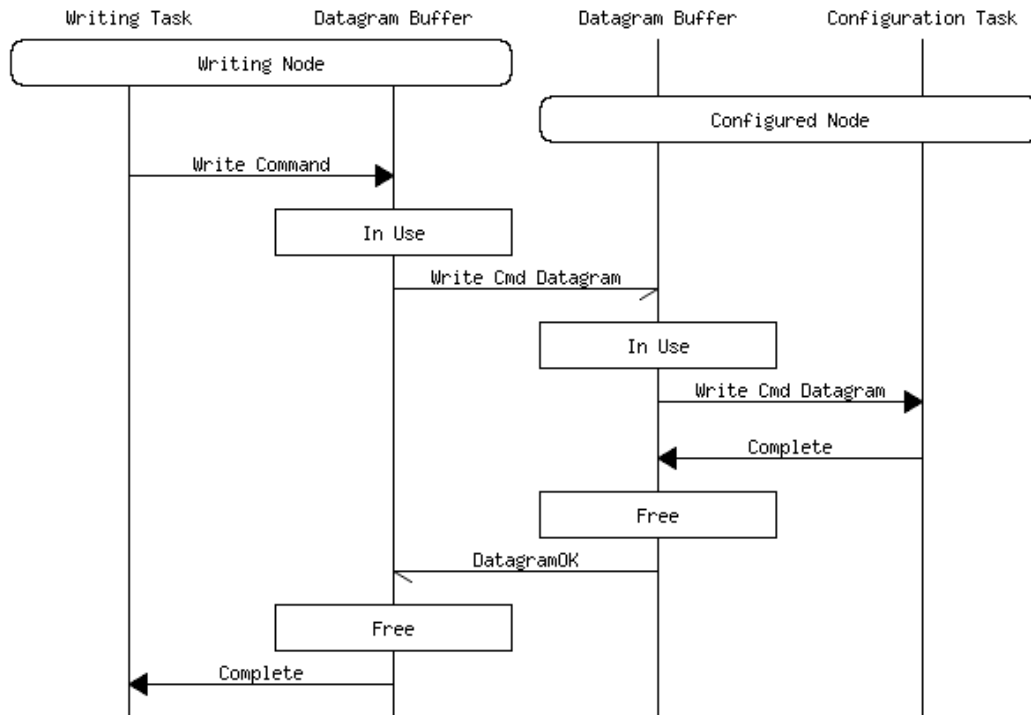 Writing Task
Datagram Buffer
Datagram Buffer
Configuration Task
Writing Node
Configured Node
Write Command
In Use
Write Cmd Datagram
In Use
Write Cmd Datagram
Complete
Free
DatagramOK
Free
Complete